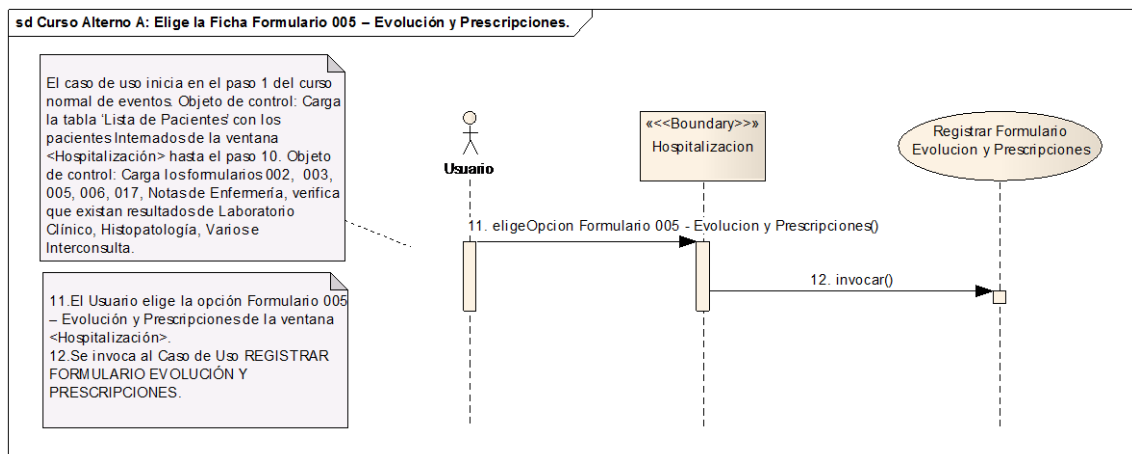 sd Curso Alterno A: Elige la Ficha Formulario 005 – Evolución y Prescripciones.
El caso de uso inicia en el paso 1 del curso
normal de eventos. Objeto de control: Carga
la tabla 'Lista de Pacientes' con los
pacientes Internados de la ventana
<Hospitalización> hasta el paso 10. Objeto
de control: Carga los formularios 002, 003,
005, 006, 017, Notas de Enfermería, verifica
que existan resultados de Laboratorio
Clínico, Histopatología, Varios e
Interconsulta.
11.El Usuario elige la opción Formulario 005
– Evolución y Prescripciones de la ventana
<Hospitalización>.
12.Se invoca al Caso de Uso REGISTRAR
FORMULARIO EVOLUCIÓN Y
PRESCRIPCIONES.
Usuario
«<<Boundary>>»
Hospitalizacion
Registrar Formulario
Evolucion y Prescripciones
11. eligeOpcion Formulario 005 - Evolucion y Prescripciones()
12. invocar()